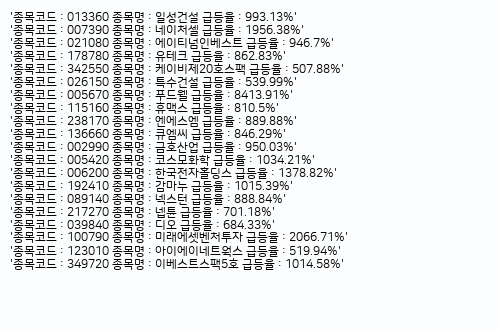 '종목코드 : 013360 종목명 : 일성건설 급등율 : 993.13%'
'종목코드 : 007390 종목명 : 네이처셀 급등율 : 1956.38%'
'종목코드 : 021080 종목명 : 에이티넘인베스트 급등율 : 946.7%'
'종목코드 : 178780 종목명 : 유테크 급등율 : 862.83%'
'종목코드 : 342550 종목명 : 케이비제20호스팩 급등율 : 507.88%'
'종목코드 : 026150 종목명 : 특수건설 급등율 : 539.99%'
'종목코드 : 005670 종목명 : 푸드웰 급등율 : 8413.91%'
'종목코드 : 115160 종목명 : 휴맥스 급등율 : 810.5%'
'종목코드 : 238170 종목명 : 엔에스엠 급등율 : 889.88%'
'종목코드 : 136660 종목명 : 큐엠씨 급등율 : 846.29%'
'종목코드 : 002990 종목명 : 금호산업 급등율 : 950.03%'
'종목코드 : 005420 종목명 : 코스모화학 급등율 : 1034.21%'
'종목코드 : 006200 종목명 : 한국전자홀딩스 급등율 : 1378.82%'
'종목코드 : 192410 종목명 : 감마누 급등율 : 1015.39%'
'종목코드 : 089140 종목명 : 넥스턴 급등율 : 888.84%'
'종목코드 : 217270 종목명 : 넵튠 급등율 : 701.18%'
'종목코드 : 039840 종목명 : 디오 급등율 : 684.33%'
'종목코드 : 100790 종목명 : 미래에셋벤처투자 급등율 : 2066.71%'
'종목코드 : 123010 종목명 : 아이에이네트웍스 급등율 : 519.94%'
'종목코드 : 349720 종목명 : 이베스트스팩5호 급등율 : 1014.58%'